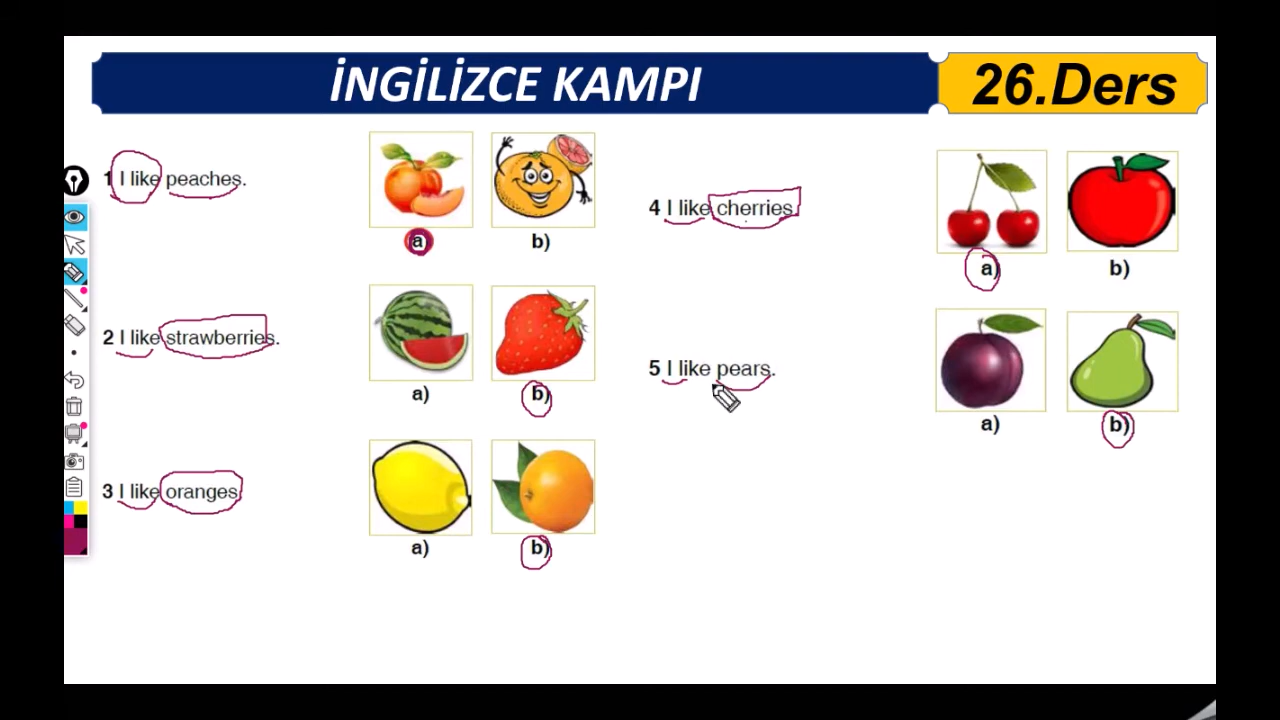 İNGİLİZCE KAMPI
26.Ders
1 I like peaches.
a)
b)
2 I like strawberries.
a)
b)
3 I like oranges.
a)
b)
4 I like cherries.
a)
b)
5 I like pears.
a)
b)